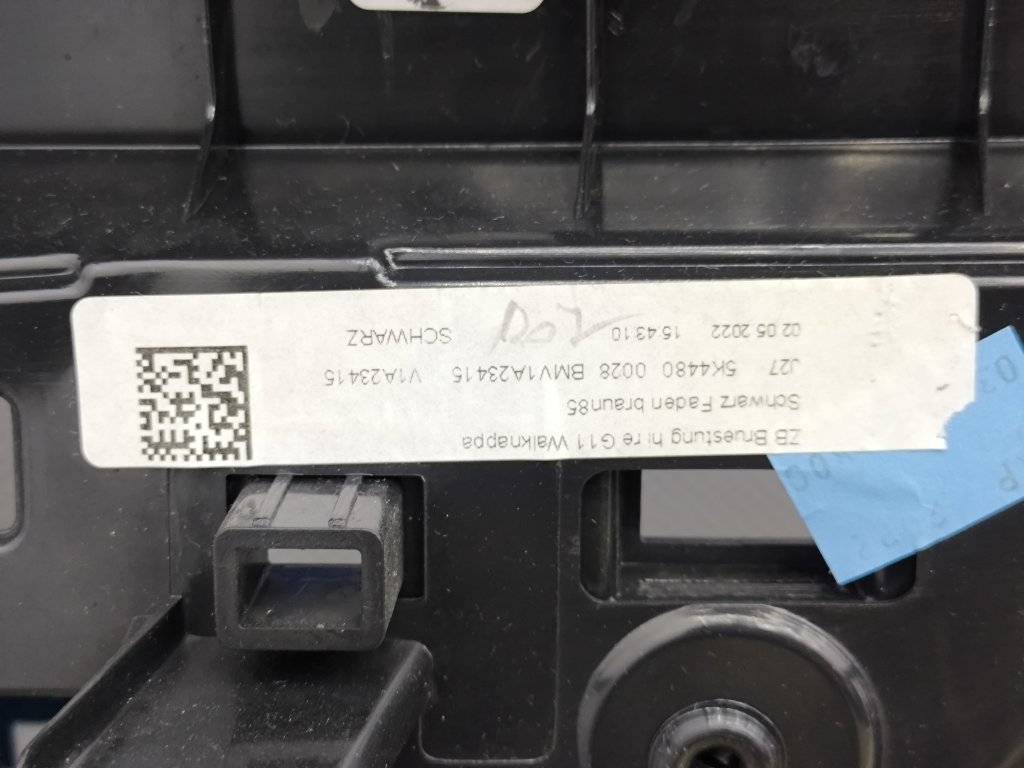 ZB Bruestung hi re G11 Walknappa
Schwarz Faden braun85
J27 5K4480 0028 BMV1A23415 V1A23415
02.05.2022 15:43:10 SCHWARZ